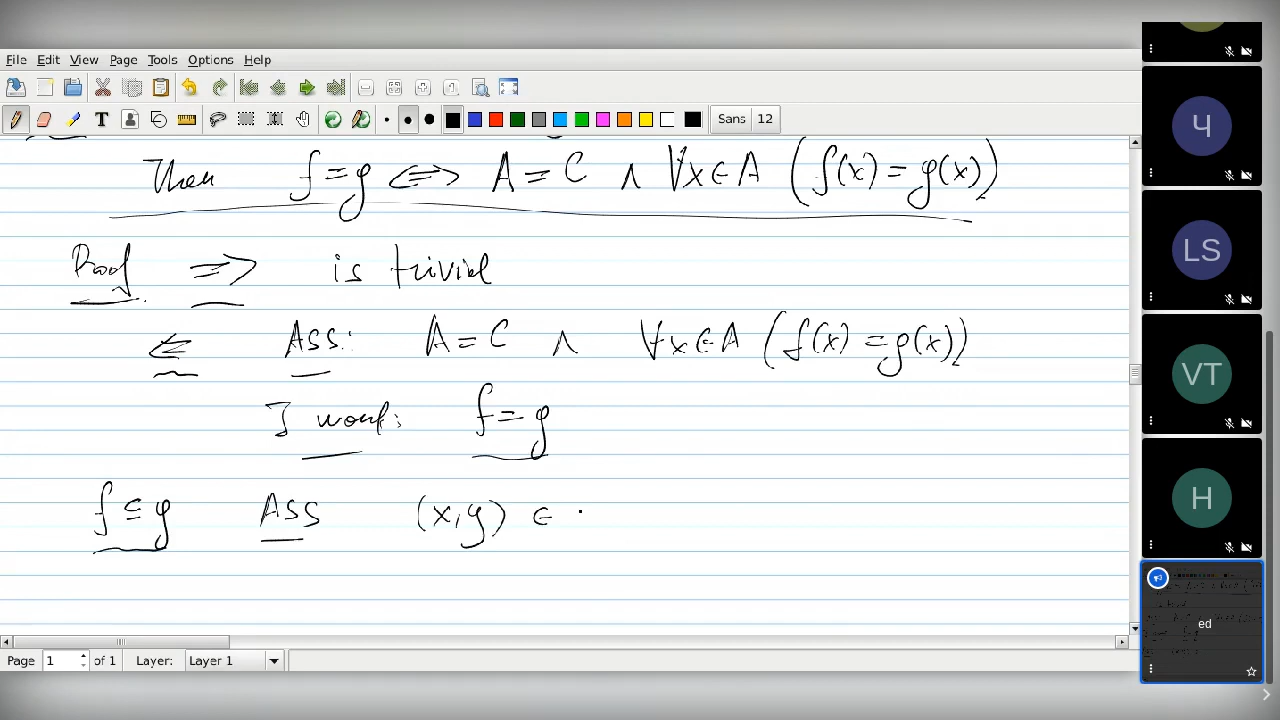 File Edit View Page Tools Options Help
Sans 12
Then f = g ⟺ A = C ∧ ∀x ∈ A (f(x) = g(x))
Proof ⇒ is trivial
⇐ Ass: A = C ∧ ∀x ∈ A (f(x) = g(x))
I want: f = g
f ⊆ g Ass (x,y) ∈
Page 1 of 1 Layer: Layer 1
Ч
LS
VT
H
ed